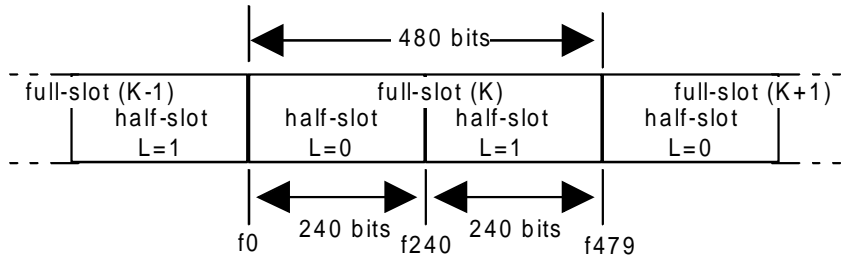 480 bits
full-slot (K-1) full-slot (K) full-slot (K+1)
half-slot half-slot half-slot half-slot
L=1 L=0 L=1 L=0
240 bits 240 bits
f0 f240 f479